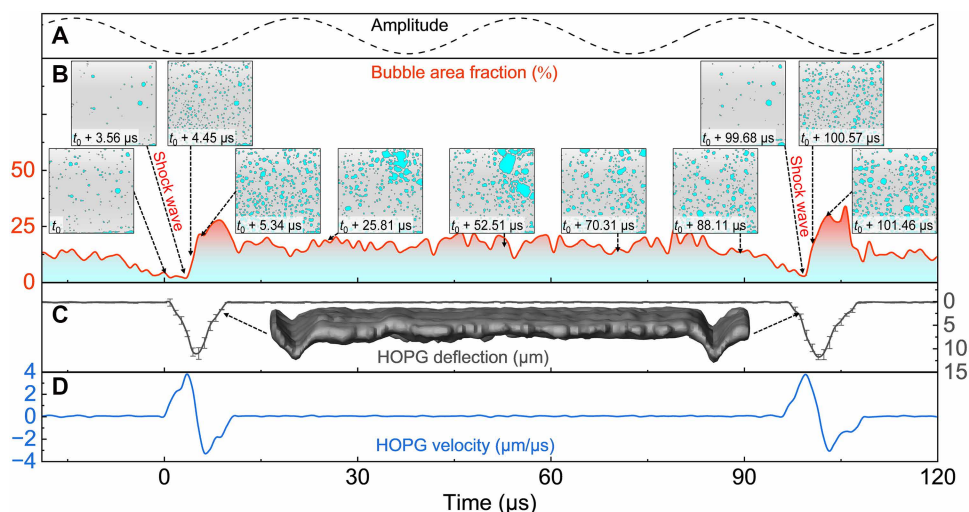 A
Amplitude
B
Bubble area fraction (%)
t0 + 3.56 μs
t0 + 4.45 μs
t0 + 99.68 μs
t0 + 100.57 μs
Shock wave
Shock wave
50
25
0
t0
t0 + 5.34 μs
t0 + 25.81 μs
t0 + 52.51 μs
t0 + 70.31 μs
t0 + 88.11 μs
t0 + 101.46 μs
C
HOPG deflection (μm)
0
5
10
15
D
HOPG velocity (μm/μs)
4
2
0
−2
−4
0 30 60 90 120
Time (μs)